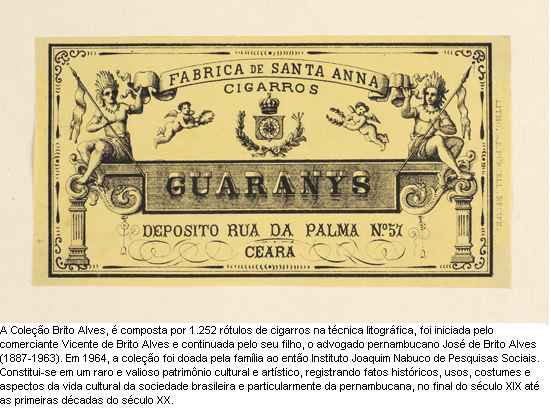 FABRICA DE SANTA ANNA
CIGARROS
GUARANYS
DEPOSITO RUA DA PALMA Nº 57
CEARA
A Coleção Brito Alves, é composta por 1.252 rótulos de cigarros na técnica litográfica, foi iniciada pelo
comerciante Vicente de Brito Alves e continuada pelo seu filho, o advogado pernambucano José de Brito Alves
(1887-1963). Em 1964, a coleção foi doada pela família ao então Instituto Joaquim Nabuco de Pesquisas Sociais.
Constitui-se em um raro e valioso patrimônio cultural e artístico, registrando fatos históricos, usos, costumes e
aspectos da vida cultural da sociedade brasileira e particularmente da pernambucana, no final do século XIX até
as primeiras décadas do século XX.